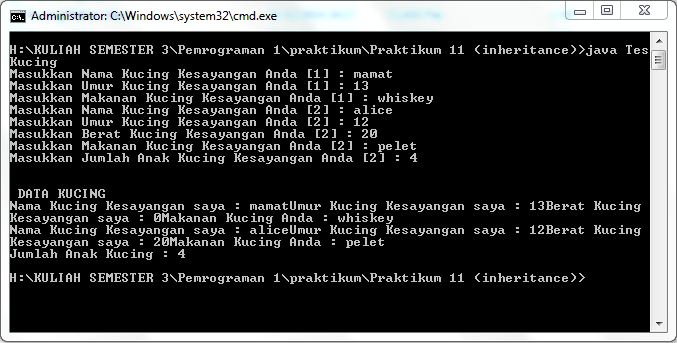 Administrator: C:\Windows\system32\cmd.exe
H:\KULIAH SEMESTER 3\Pemrograman 1\praktikum\Praktikum 11 (inheritance)>java Tes
Kucing
Masukkan Nama Kucing Kesayangan Anda [1] : mamat
Masukkan Umur Kucing Kesayangan Anda [1] : 13
Masukkan Makanan Kucing Kesayangan Anda [1] : whiskey
Masukkan Nama Kucing Kesayangan Anda [2] : alice
Masukkan Umur Kucing Kesayangan Anda [2] : 12
Masukkan Berat Kucing Kesayangan Anda [2] : 20
Masukkan Makanan Kucing Kesayangan Anda [2] : pelet
Masukkan Jumlah Anak Kucing Kesayangan Anda [2] : 4
DATA KUCING
Nama Kucing Kesayangan saya : mamatUmur Kucing Kesayangan saya : 13Berat Kucing
Kesayangan saya : 0Makanan Kucing Anda : whiskey
Nama Kucing Kesayangan saya : aliceUmur Kucing Kesayangan saya : 12Berat Kucing
Kesayangan saya : 20Makanan Kucing Anda : pelet
Jumlah Anak Kucing : 4
H:\KULIAH SEMESTER 3\Pemrograman 1\praktikum\Praktikum 11 (inheritance)>